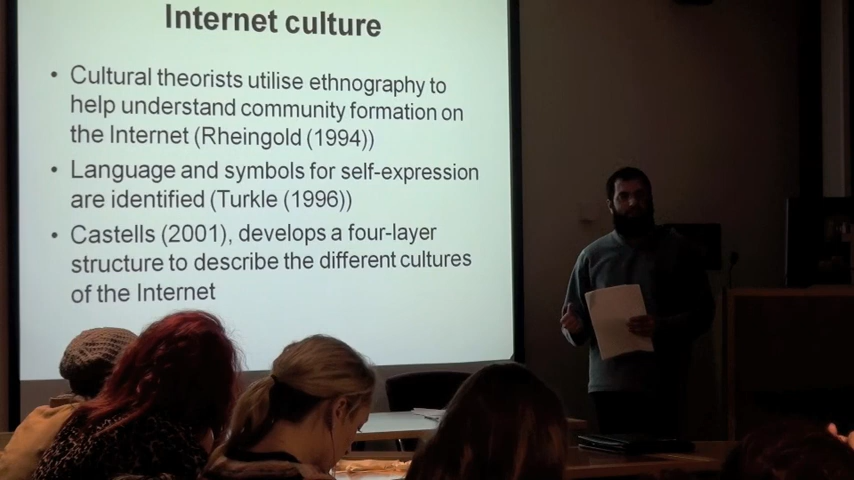 Internet culture
• Cultural theorists utilise ethnography to
help understand community formation on
the Internet (Rheingold (1994))
• Language and symbols for self-expression
are identified (Turkle (1996))
• Castells (2001), develops a four-layer
structure to describe the different cultures
of the Internet